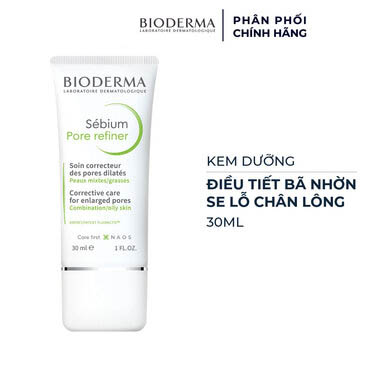 BIODERMA
LABORATOIRE DERMATOLOGIQUE
PHÂN PHỐI
CHÍNH HÃNG
BIODERMA
LABORATOIRE DERMATOLOGIQUE
Sébium
Pore refiner
Soin correcteur
des pores dilatés
Peaux mixtes/grasses
Corrective care
for enlarged pores
Combination/oily skin
Care first NAOS
30 ml e 1 FL.OZ.
KEM DƯỠNG
ĐIỀU TIẾT BÃ NHỜN
SE LỖ CHÂN LÔNG
30ML